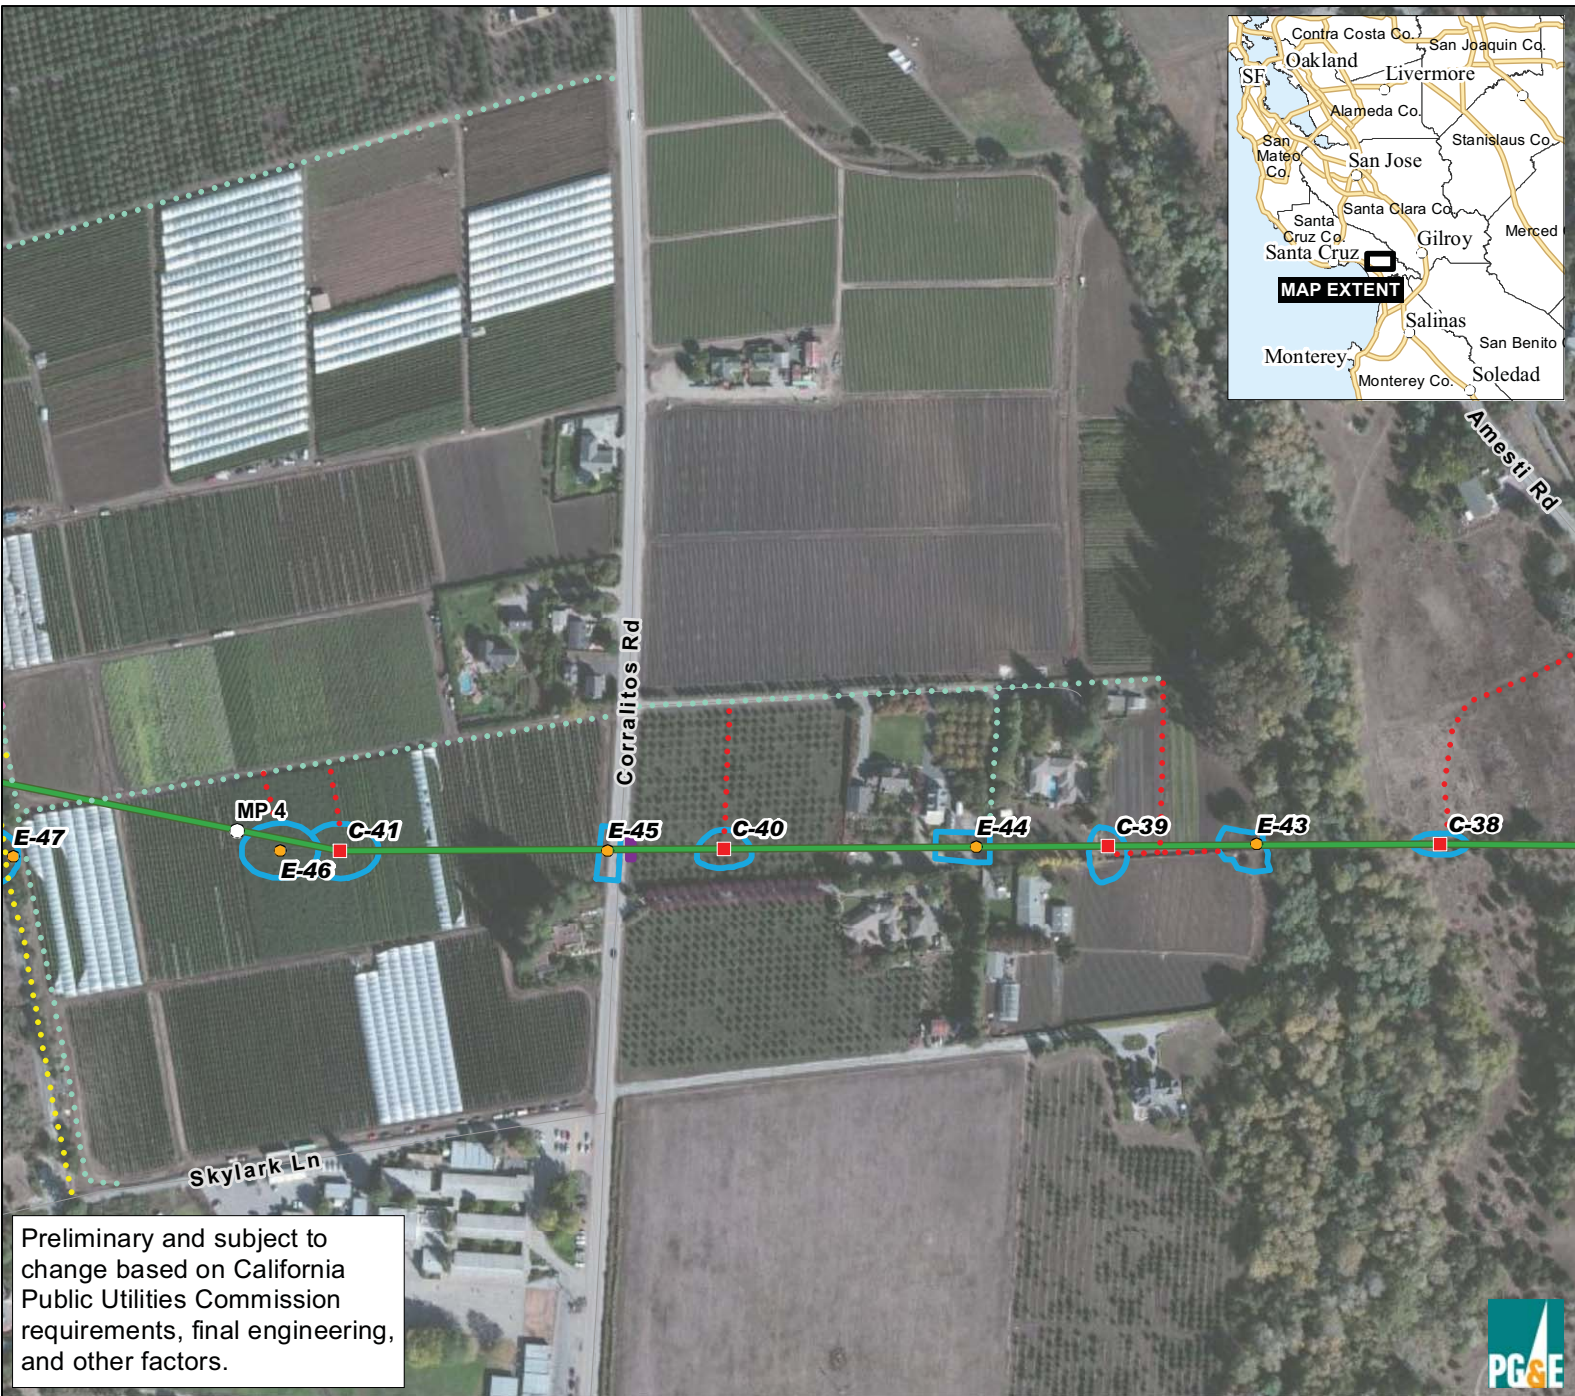 Contra Costa Co.
San Joaquin Co.
Oakland
SF
Livermore
Alameda Co.
Stanislaus Co.
San
Mateo
Co.
San Jose
Santa Clara Co.
Santa
Cruz Co.
Merced
Gilroy
Santa Cruz
MAP EXTENT
Salinas
San Benito
Monterey
Monterey Co.
Soledad
Amesti Rd
Corralitos Rd
MP 4
E-47
C-41
E-46
E-45
C-40
E-44
C-39
E-43
C-38
Skylark Ln
Preliminary and subject to
change based on California
Public Utilities Commission
requirements, final engineering,
and other factors.
PG&E